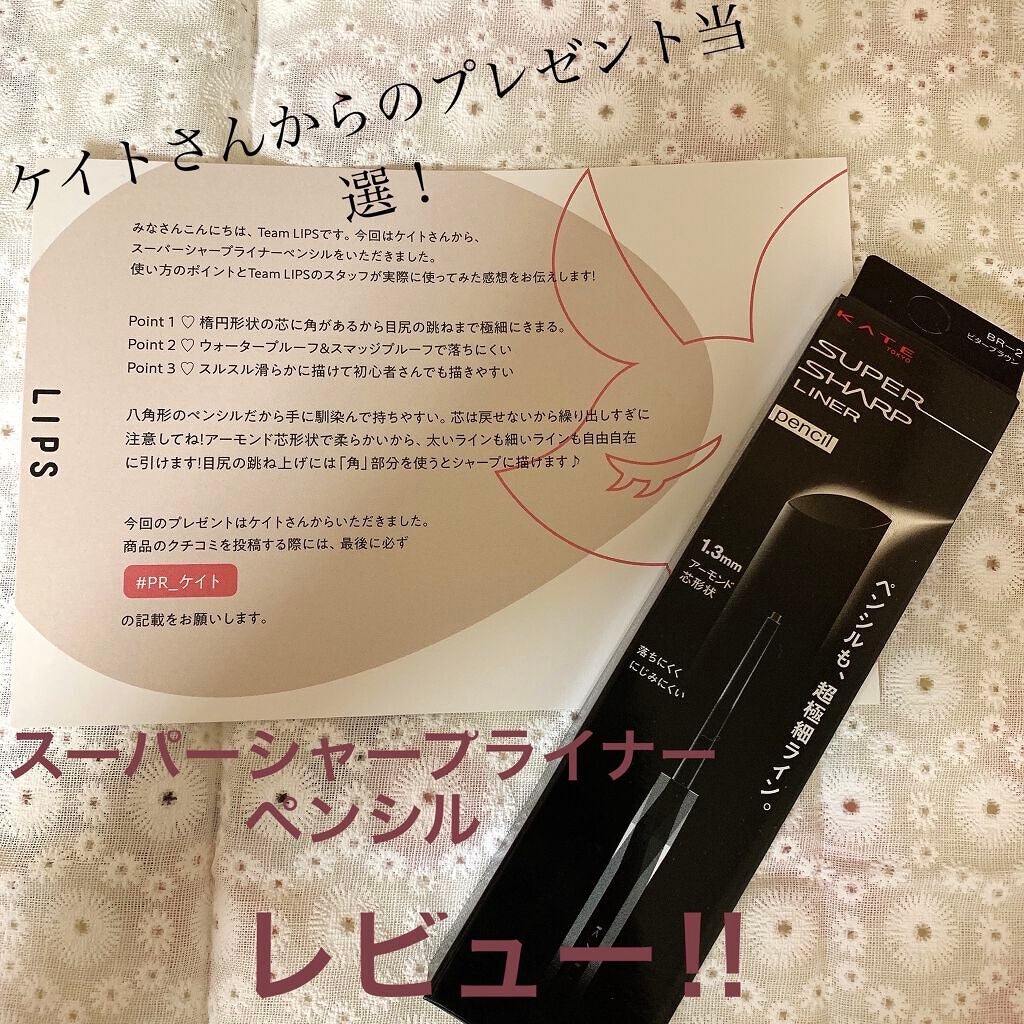 ケイトさんからのプレゼント当
選！
みなさんこんにちは、Team LIPSです。今回はケイトさんから、
スーパーシャープライナーペンシルをいただきました。
使い方のポイントとTeam LIPSのスタッフが実際に使ってみた感想をお伝えします!
Point 1 ♡ 楕円形状の芯に角があるから目尻の跳ねまで極細にきまる。
Point 2 ♡ ウォータープルーフ&スマッジプルーフで落ちにくい
Point 3 ♡ スルスル滑らかに描けて初心者さんでも描きやすい
八角形のペンシルだから手に馴染んで持ちやすい。芯は戻せないから繰り出しすぎに
注意してね!アーモンド芯形状で柔らかいから、太いラインも細いラインも自由自在
に引けます!目尻の跳ね上げには「角」部分を使うとシャープに描けます♪
今回のプレゼントはケイトさんからいただきました。
商品のクチコミを投稿する際には、最後に必ず
#PR_ケイト
の記載をお願いします。
LIPS
KATE
TOKYO
BR-2
ビターブラウン
SUPER
SHARP
LINER
pencil
1.3mm
アーモンド
芯形状
落ちにくく
にじみにくい
ペンシルも、超極細ライン。
スーパーシャープライナー
ペンシル
レビュー!!